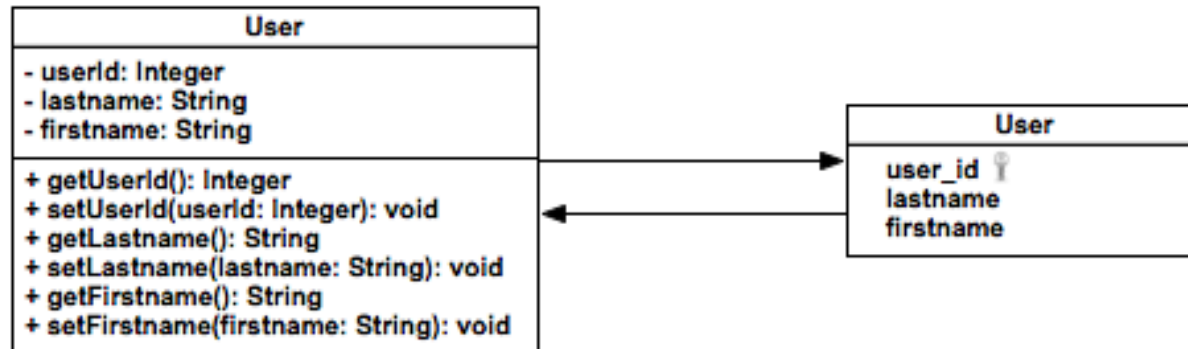 User
- userId: Integer
- lastname: String
- firstname: String
+ getUserId(): Integer
+ setUserId(userId: Integer): void
+ getLastname(): String
+ setLastname(lastname: String): void
+ getFirstname(): String
+ setFirstname(firstname: String): void
User
user_id
lastname
firstname